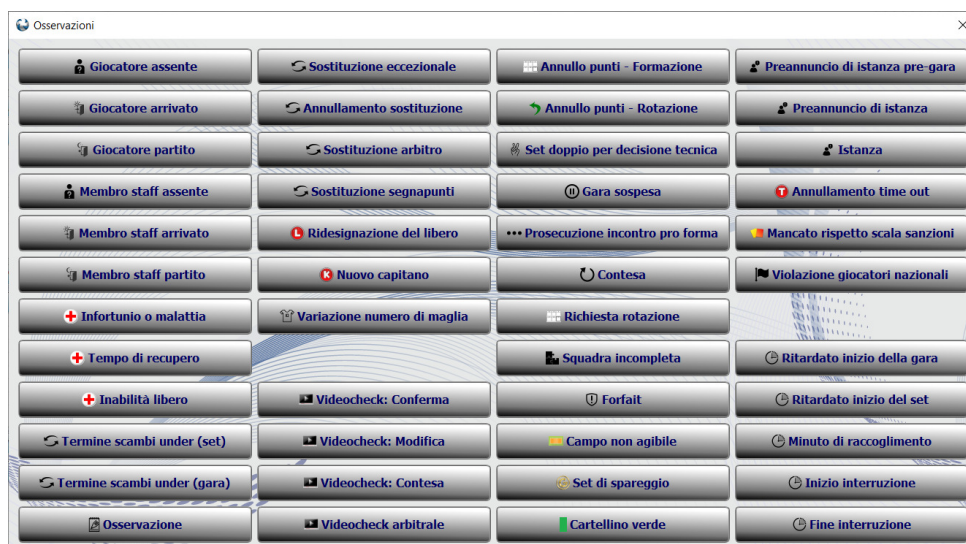 Osservazioni
Giocatore assente
Giocatore arrivato
Giocatore partito
Membro staff assente
Membro staff arrivato
Membro staff partito
Infortunio o malattia
Tempo di recupero
Inabilità libero
Termine scambi under (set)
Termine scambi under (gara)
Osservazione
Sostituzione eccezionale
Annullamento sostituzione
Sostituzione arbitro
Sostituzione segnapunti
L Ridesignazione del libero
K Nuovo capitano
Variazione numero di maglia
Videocheck: Conferma
Videocheck: Modifica
Videocheck: Contesa
Videocheck arbitrale
Annullo punti - Formazione
Annullo punti - Rotazione
Set doppio per decisione tecnica
Gara sospesa
Prosecuzione incontro pro forma
Contesa
Richiesta rotazione
Squadra incompleta
Forfait
Campo non agibile
Set di spareggio
Cartellino verde
Preannuncio di istanza pre-gara
Preannuncio di istanza
Istanza
T Annullamento time out
Mancato rispetto scala sanzioni
Violazione giocatori nazionali
Ritardato inizio della gara
Ritardato inizio del set
Minuto di raccoglimento
Inizio interruzione
Fine interruzione